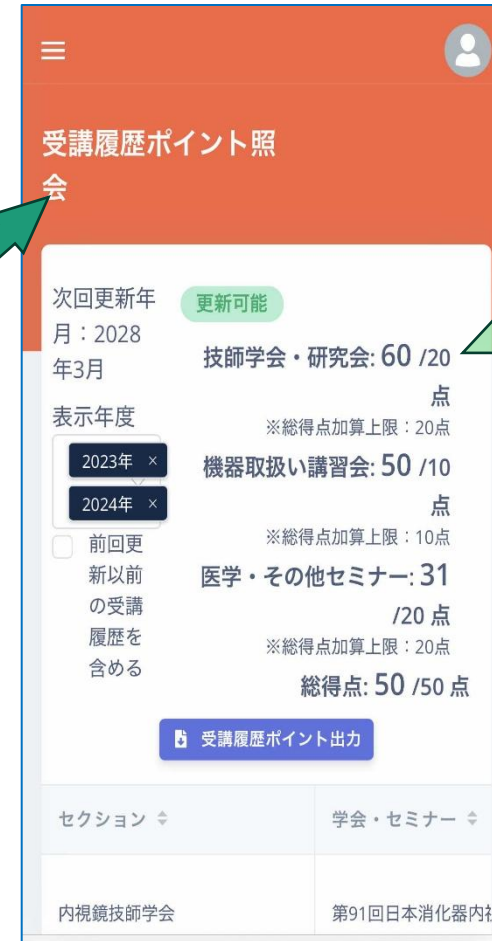 受講履歴ポイント照
会
次回更新年
月：2028
年3月
更新可能
技師学会・研究会: 60 /20
点
※総得点加算上限：20点
表示年度
2023年 ×
2024年 ×
機器取扱い講習会: 50 /10
点
※総得点加算上限：10点
前回更
新以前
の受講
履歴を
含める
医学・その他セミナー: 31
/20 点
※総得点加算上限：20点
総得点: 50 /50 点
受講履歴ポイント出力
セクション
学会・セミナー
内視鏡技師学会
第91回日本消化器内